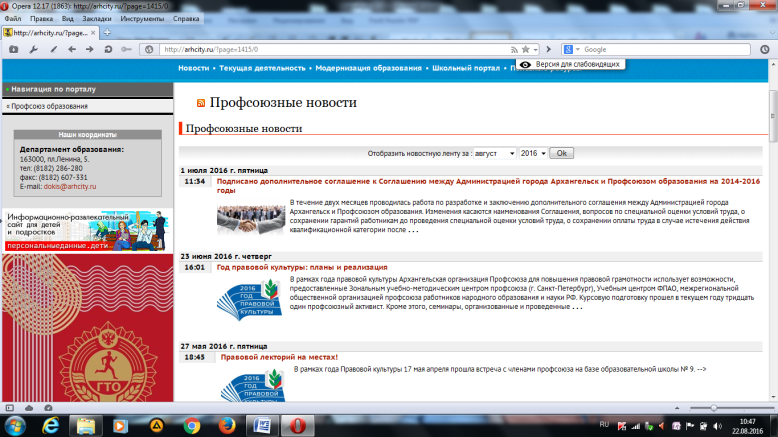 Opera 12.17 (1863): http://arhcity.ru/?page...
Файл Правка Вид Закладки Инструменты Справка
http://arhcity.ru/?page...
http://arhcity.ru/?page=1415/0
Google
Версия для слабовидящих
Новости • Текущая деятельность • Модернизация образования • Школьный портал •
Навигация по порталу
« Профсоюз образования
Наши координаты
Департамент образования:
163000, пл.Ленина, 5.
тел: (8182) 286-280
факс: (8182) 607-331
E-mail: dokis@arhcity.ru
Информационно-развлекательный
сайт для детей
и подростков
персональныеданные.дети
ГТО
Профсоюзные новости
Профсоюзные новости
Отобразить новостную ленту за : август 2016 Ok
1 июля 2016 г. пятница
11:34 Подписано дополнительное соглашение к Соглашению между Администрацией города Архангельск и Профсоюзом образования на 2014-2016
годы
В течение двух месяцев проводилась работа по разработке и заключению дополнительного соглашения между Администрацией города
Архангельск и Профсоюзом образования. Изменения касаются наименования Соглашения, вопросов по специальной оценки условий труда, о
сохранении гарантий работникам до проведения специальной оценки условий труда, о сохранении оплаты труда в случае истечения действия
квалификационной категории после ...
23 июня 2016 г. четверг
16:01 Год правовой культуры: планы и реализация
2016
ГОД
ПРАВОВОЙ
КУЛЬТУРЫ
В рамках года правовой культуры Архангельская организация Профсоюза для повышения правовой грамотности использует возможности,
предоставленные Зональным учебно-методическим центром профсоюза (г. Санкт-Петербург), Учебным центром ФПАО, межрегиональной
общественной организацией профсоюза работников народного образования и науки РФ. Курсовую подготовку прошел в текущем году тридцать
один профсоюзный активист. Кроме этого, семинары, организованные и проведенные ...
27 мая 2016 г. пятница
18:45 Правовой лекторий на местах!
2016
ГОД
ПРАВОВОЙ
КУЛЬТУРЫ
В рамках года Правовой культуры 17 мая апреля прошла встреча с членами профсоюза на базе образовательной школы № 9. -->
RU
10:47
22.08.2016